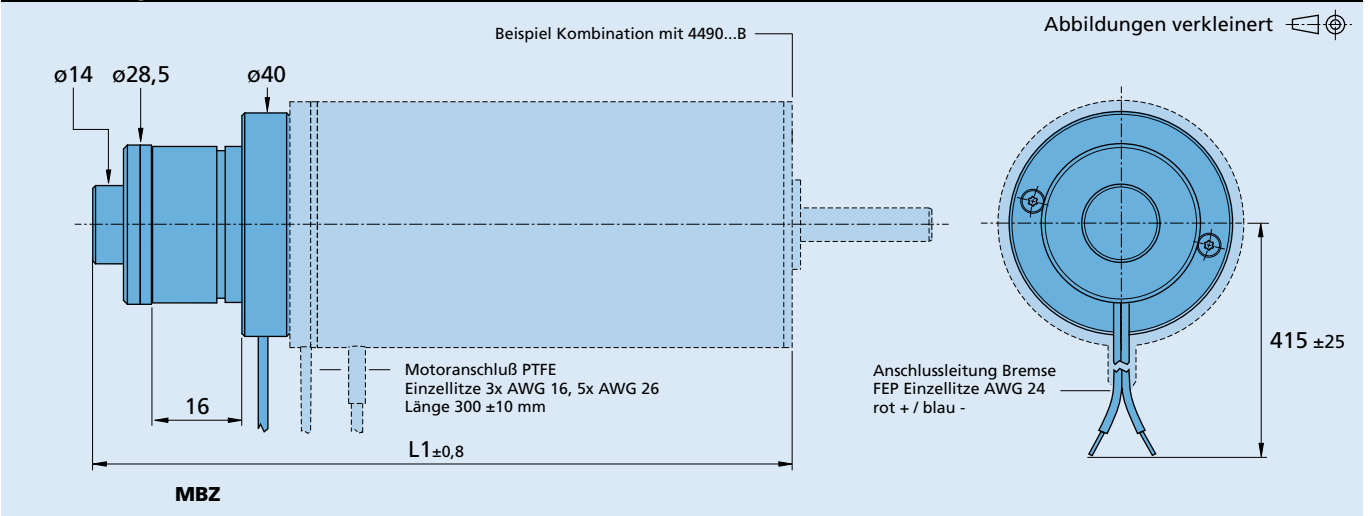 Abbildungen verkleinert
Beispiel Kombination mit 4490...B
ø14
ø28,5
ø40
415 ±25
Motoranschluß PTFE
Einzellitze 3x AWG 16, 5x AWG 26
Länge 300 ±10 mm
Anschlussleitung Bremse
FEP Einzellitze AWG 24
rot + / blau -
16
L1±0,8
MBZ